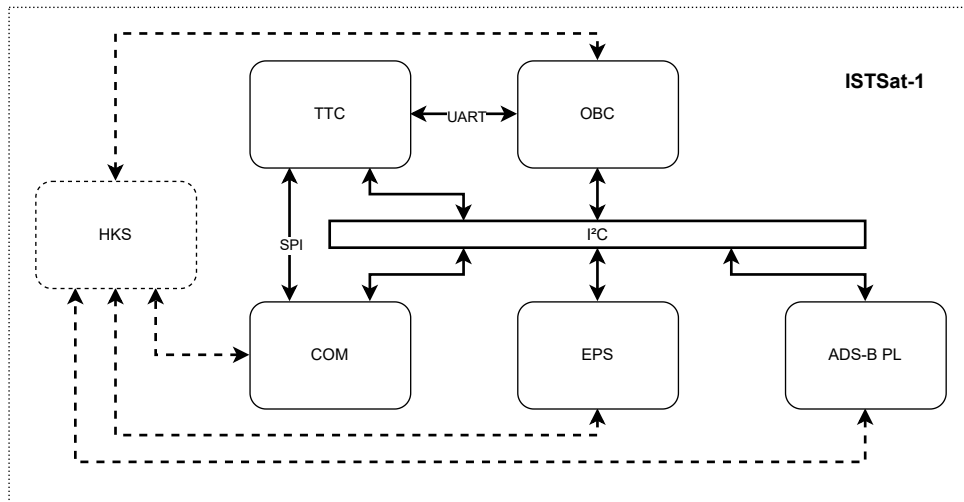 ISTSat-1
TTC
UART
OBC
HKS
SPI
I²C
COM
EPS
ADS-B PL